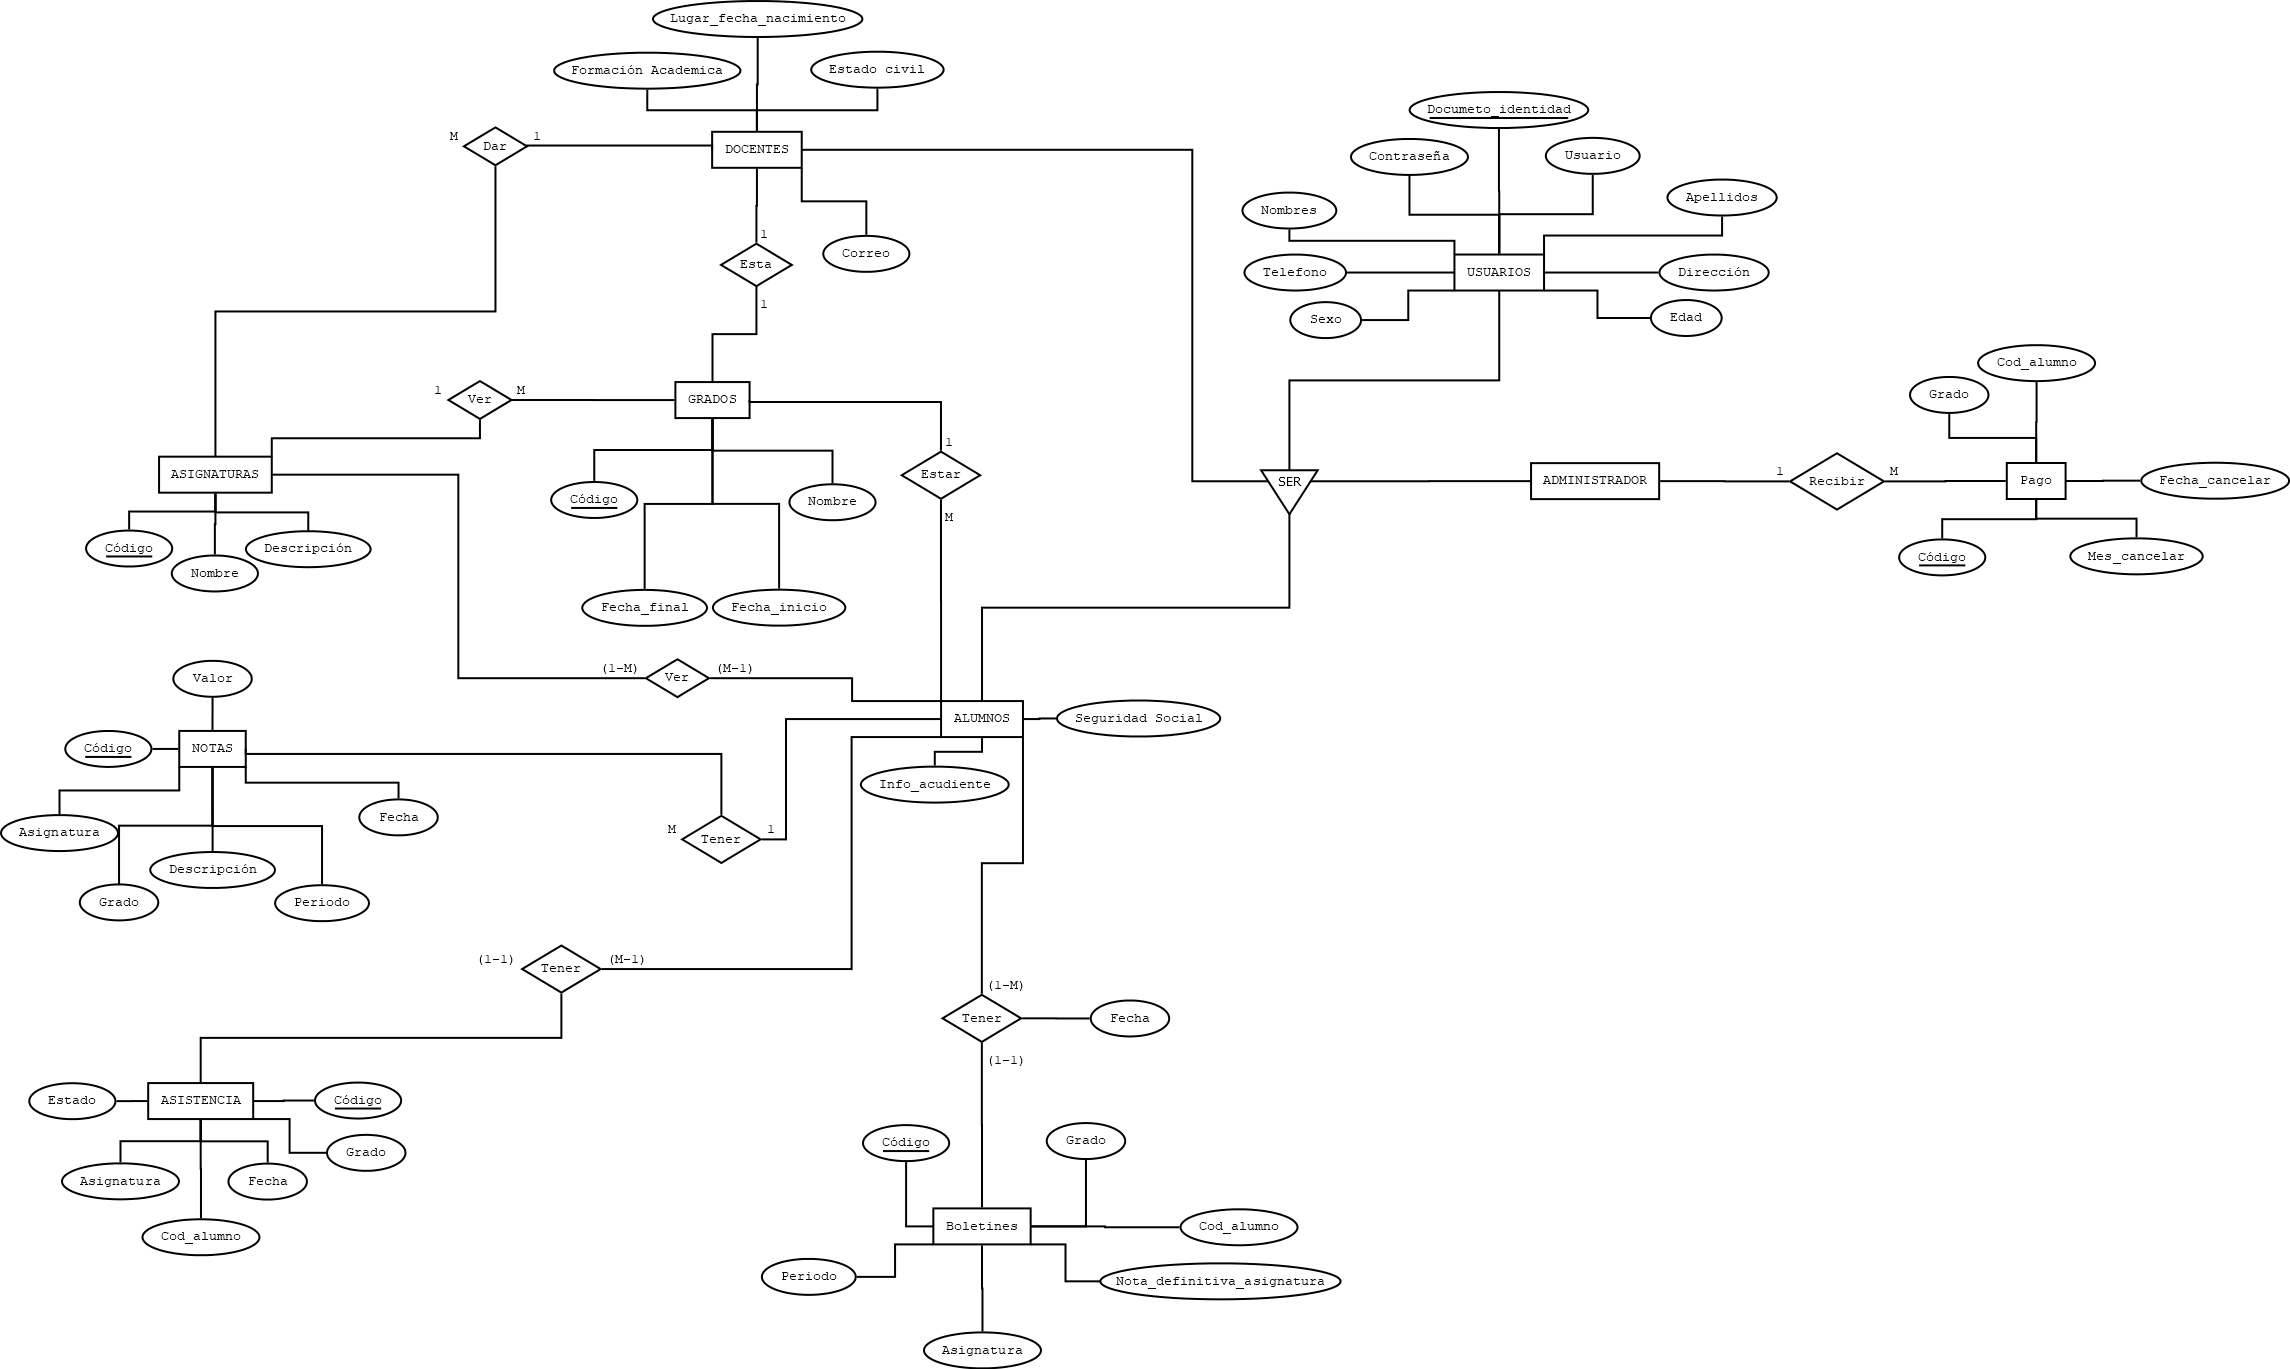 Lugar_fecha_nacimiento
Formación Academica
Estado civil
Documeto_identidad
M
1
Dar
DOCENTES
Contraseña
Usuario
Apellidos
Nombres
1
Esta
Correo
Telefono
USUARIOS
Dirección
1
Sexo
Edad
Cod_alumno
1
Ver
M
GRADOS
Grado
1
ASIGNATURAS
Estar
SER
ADMINISTRADOR
1
Recibir
M
Pago
Fecha_cancelar
Código
Nombre
M
Código
Descripción
Nombre
Código
Mes_cancelar
Fecha_final
Fecha_inicio
Valor
(1-M)
Ver
(M-1)
ALUMNOS
Seguridad Social
Código
NOTAS
Info_acudiente
Asignatura
Fecha
M
Tener
1
Descripción
Grado
Periodo
(1-1)
Tener
(M-1)
(1-M)
Tener
Fecha
(1-1)
Estado
ASISTENCIA
Código
Grado
Código
Grado
Asignatura
Fecha
Cod_alumno
Boletines
Cod_alumno
Periodo
Nota_definitiva_asignatura
Asignatura